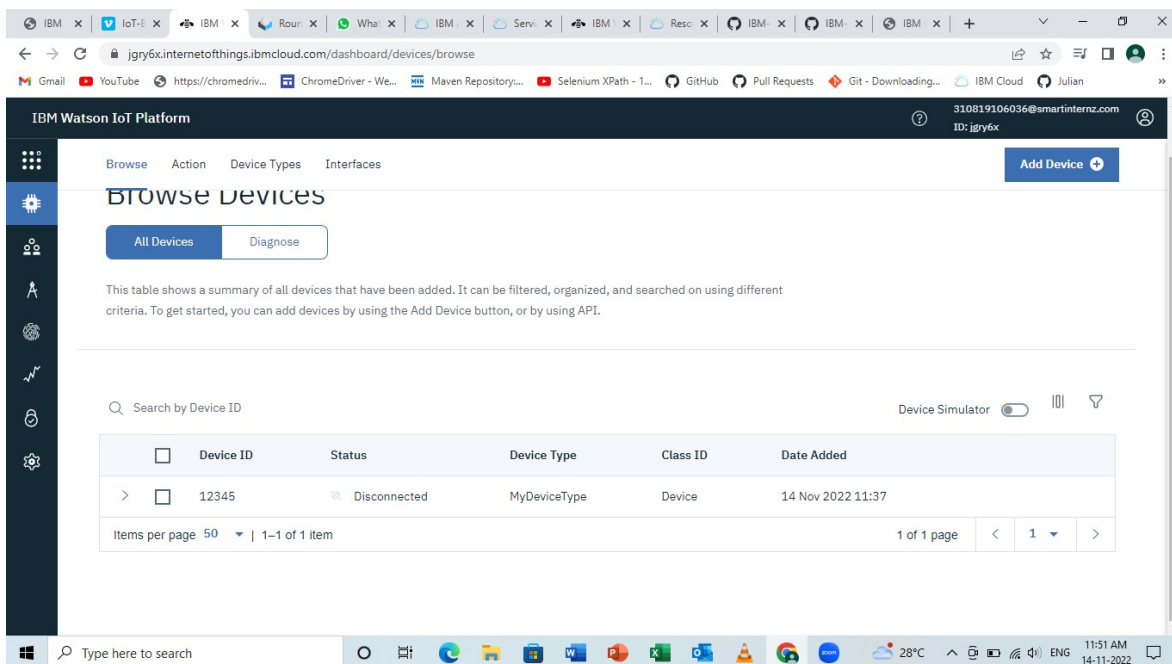 IBM
IoT-E
IBM
Roun
What
IBM
Servi
IBM
Reso
IBM-
IBM-
IBM
jgry6x.internetofthings.ibmcloud.com/dashboard/devices/browse
Gmail YouTube https://chromedriv... ChromeDriver - We... Maven Repository:... Selenium XPath - 1... GitHub Pull Requests Git - Downloading... IBM Cloud Julian »
IBM Watson IoT Platform
310819106036@smartinternz.com
ID: jgry6x
Browse Action Device Types Interfaces Add Device
Browse Devices
All Devices Diagnose
This table shows a summary of all devices that have been added. It can be filtered, organized, and searched on using different
criteria. To get started, you can add devices by using the Add Device button, or by using API.
Search by Device ID Device Simulator
Device ID Status Device Type Class ID Date Added
12345 Disconnected MyDeviceType Device 14 Nov 2022 11:37
Items per page 50 | 1–1 of 1 item 1 of 1 page 1
Type here to search 28°C ENG 11:51 AM
14-11-2022